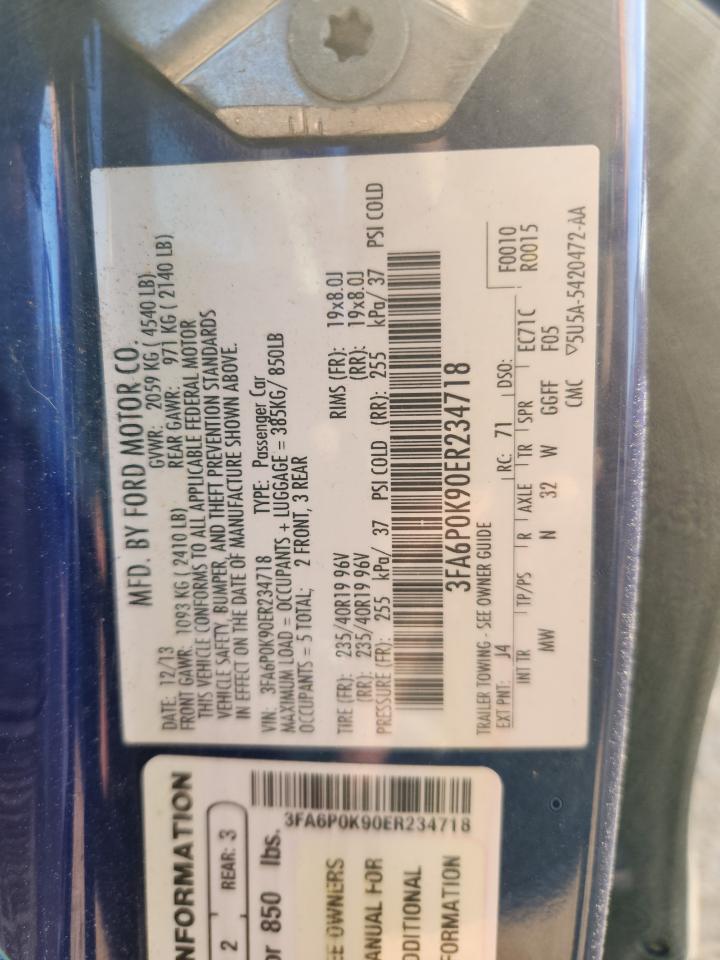 MFD. BY FORD MOTOR CO.
DATE: 12/13 GVWR: 2059 KG ( 4540 LB)
FRONT GAWR: 1093 KG ( 2410 LB) REAR GAWR: 971 KG ( 2140 LB)
THIS VEHICLE CONFORMS TO ALL APPLICABLE FEDERAL MOTOR
VEHICLE SAFETY, BUMPER, AND THEFT PREVENTION STANDARDS
IN EFFECT ON THE DATE OF MANUFACTURE SHOWN ABOVE.
VIN: 3FA6P0K90ER234718 TYPE: Passenger Car
MAXIMUM LOAD = OCCUPANTS + LUGGAGE = 385KG/ 850LB
OCCUPANTS = 5 TOTAL; 2 FRONT, 3 REAR
TIRE (FR): 235/40R19 96V RIMS (FR): 19x8.0J
(RR): 235/40R19 96V (RR): 19x8.0J
PRESSURE (FR): 255 kPa/ 37 PSI COLD (RR): 255 kPa/ 37 PSI COLD
3FA6P0K90ER234718
TRAILER TOWING - SEE OWNER GUIDE F0010
EXT PNT: J4 RC: 71 DSO: R0015
INT TR TP/PS R AXLE TR SPR EC71C
MW N 32 W GGFF F05
CMC ▽5U5A-5420472-AA
NFORMATION
2 REAR: 3
or 850 lbs.
3FA6P0K90ER234718
EE OWNERS
ANUAL FOR
DDITIONAL
FORMATION